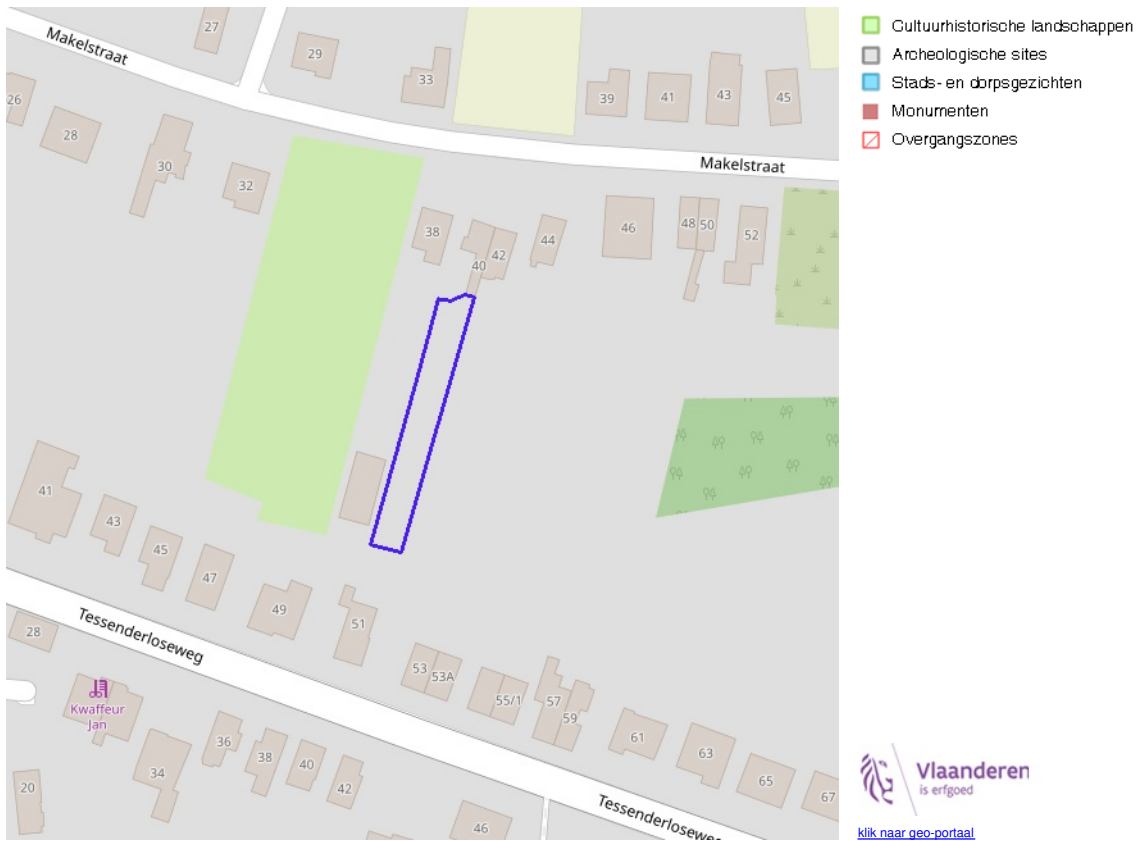 27
Makelstraat
29
33
39
41
43
45
26
28
30
32
Makelstraat
38
40
42
44
46
48
50
52
41
43
45
47
49
51
53
53A
55/1
57
59
61
63
65
67
Tessenderloseweg
28
Kwaffeur
Jan
20
34
36
38
40
42
46
Tessenderlosewe
Cultuurhistorische landschappen
Archeologische sites
Stads- en dorpsgezichten
Monumenten
Overgangszones
Vlaanderen
is erfgoed
klik naar geo-portaal